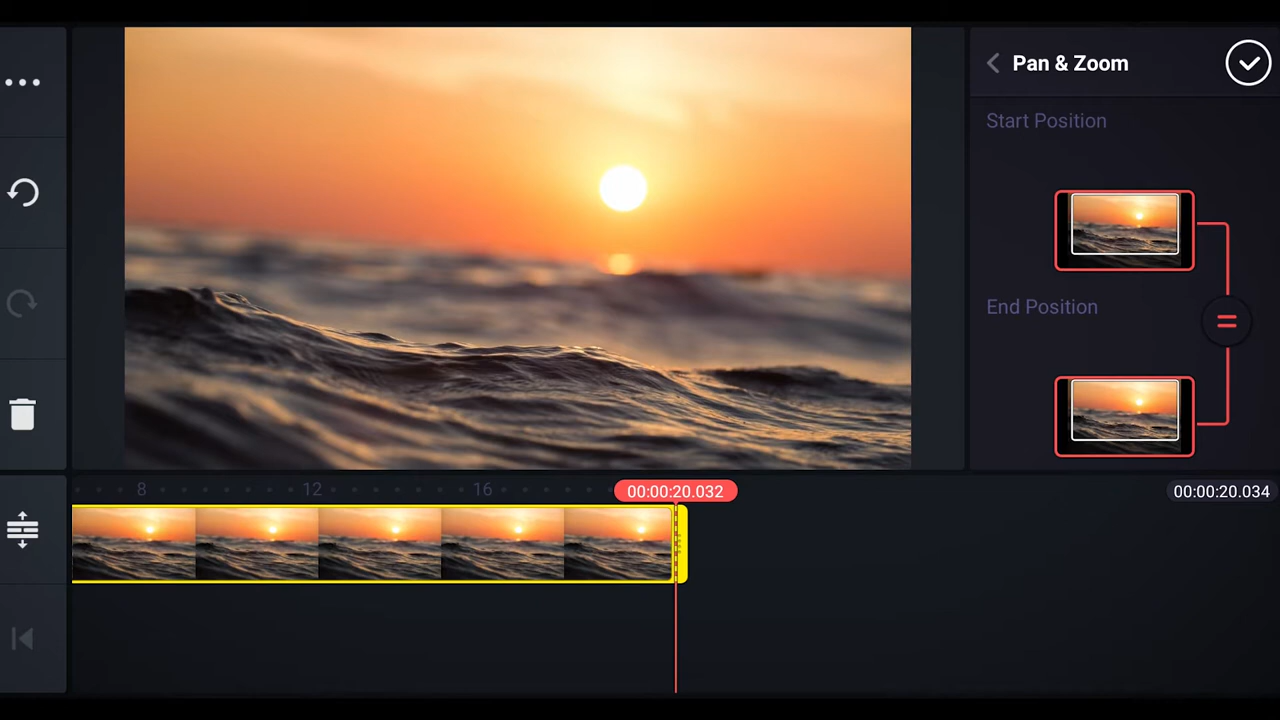 Pan & Zoom
Start Position
End Position
=
8 12 16 00:00:20.032 00:00:20.034